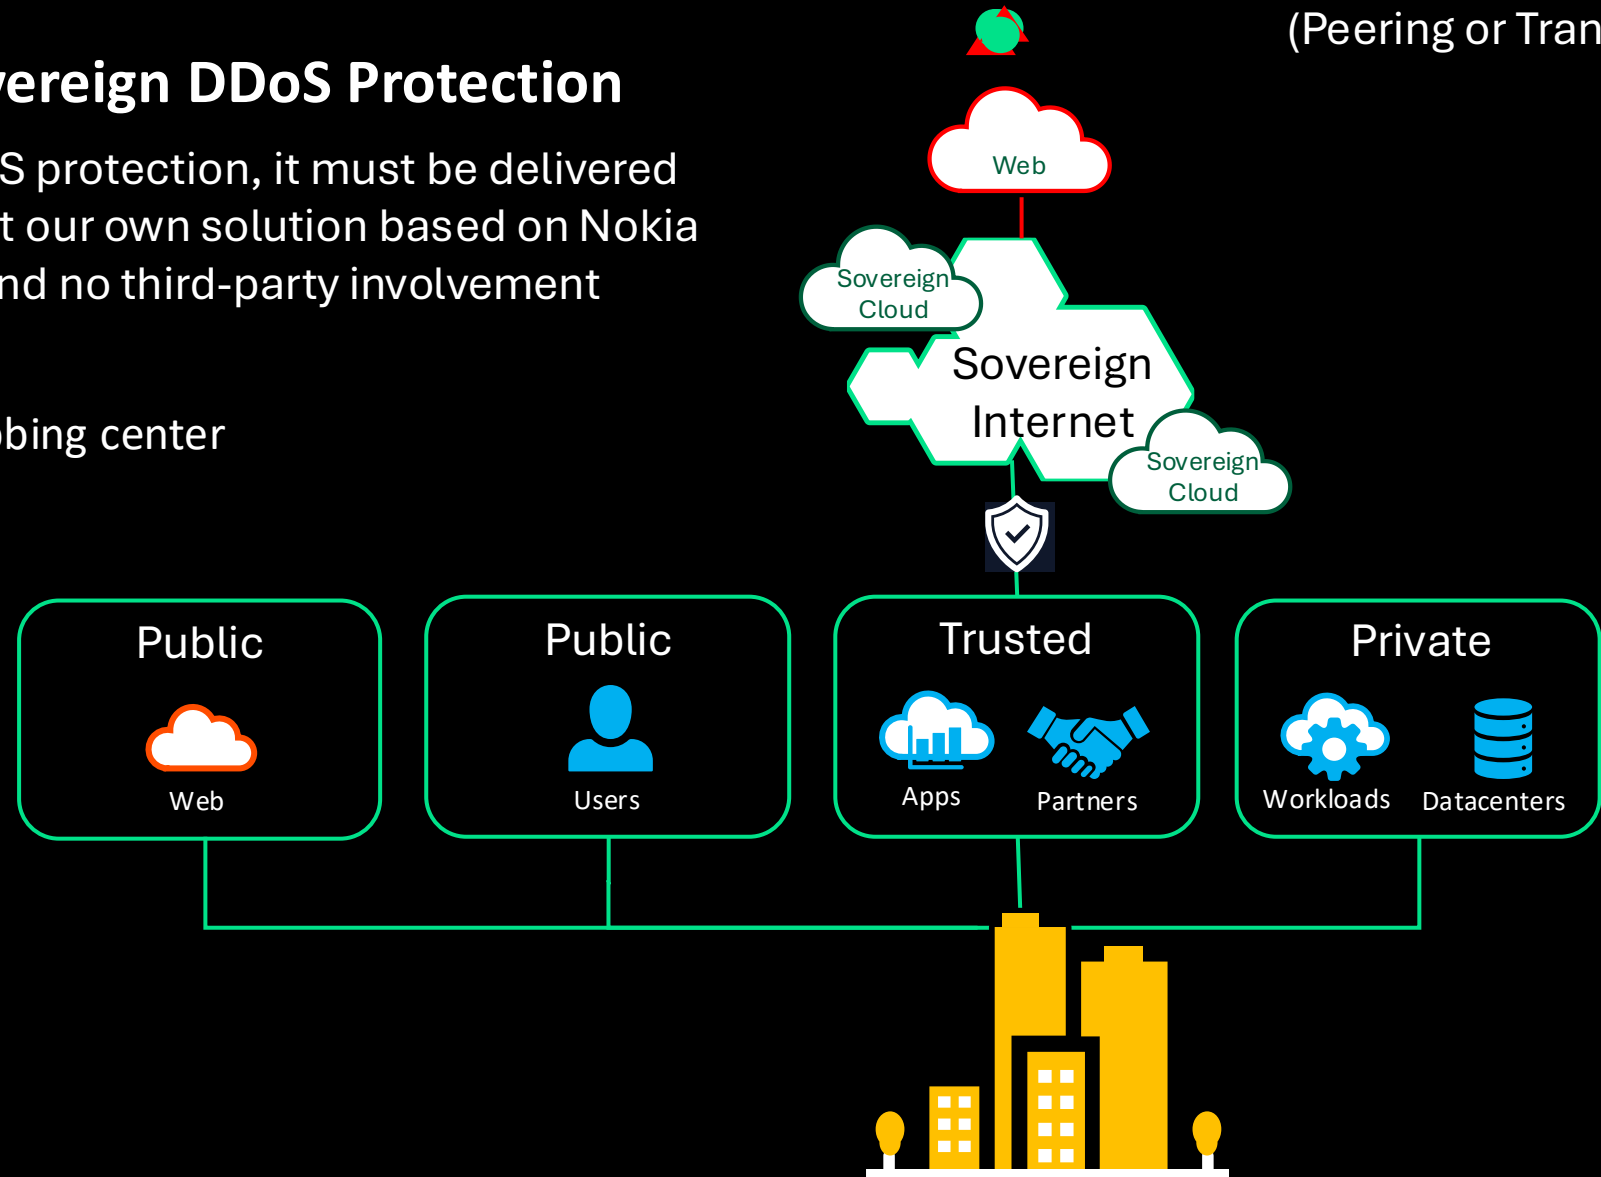 (Peering or Tran
vereign DDoS Protection
S protection, it must be delivered
t our own solution based on Nokia
nd no third-party involvement
bbing center
Web
Sovereign
Cloud
Sovereign
Internet
Sovereign
Cloud
Public
Web
Public
Users
Trusted
Apps
Partners
Private
Workloads
Datacenters